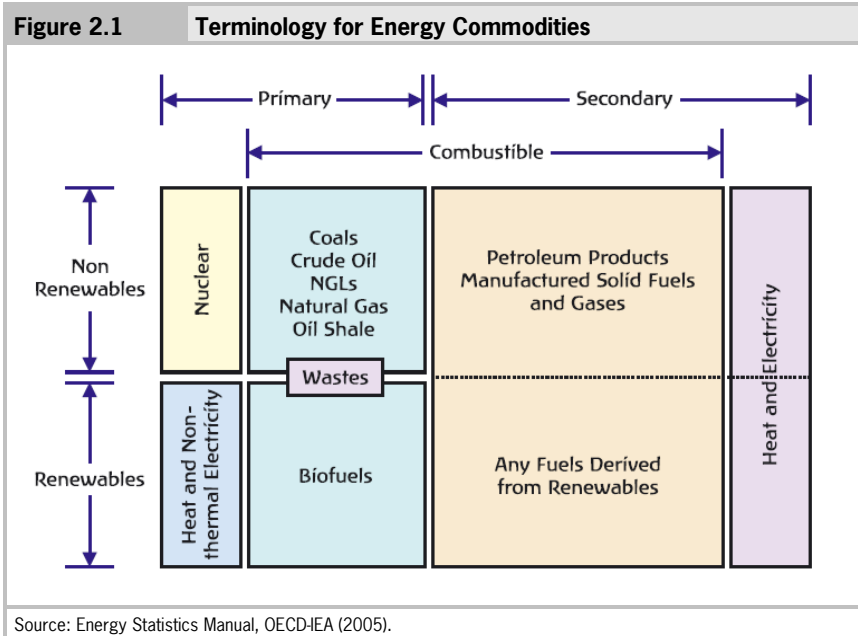 Figure 2.1 Terminology for Energy Commodities
Primary
Secondary
Combustible
Non
Renewables
Nuclear
Coals
Crude Oil
NGLs
Natural Gas
Oil Shale
Petroleum Products
Manufactured Solid Fuels
and Gases
Heat and Electricity
Wastes
Renewables
Heat and Non-
thermal Electricity
Biofuels
Any Fuels Derived
from Renewables
Source: Energy Statistics Manual, OECD-IEA (2005).